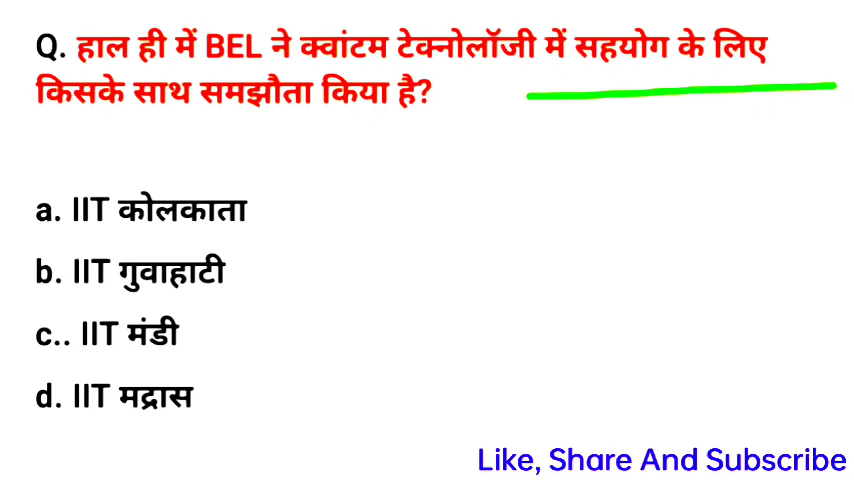 Q. हाल ही में BEL ने क्वांटम टेक्नोलॉजी में सहयोग के लिए
किसके साथ समझौता किया है?
a. IIT कोलकाता
b. IIT गुवाहाटी
c.. IIT मंडी
d. IIT मद्रास
Like, Share And Subscribe